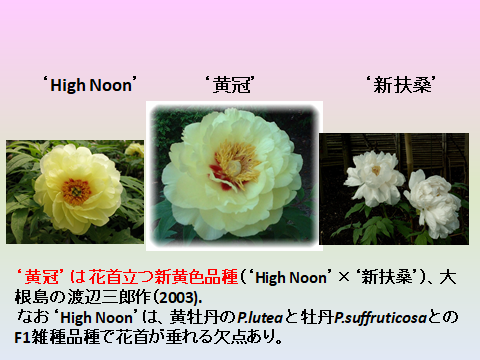 ‘High Noon’ ‘黄冠’ ‘新扶桑’
‘黄冠’は花首立つ新黄色品種(‘High Noon’×‘新扶桑’)、大
根島の渡辺三郎作(2003).
なお‘High Noon’は、黄牡丹のP.luteaと牡丹P.suffruticosaとの
F1雑種品種で花首が垂れる欠点あり。